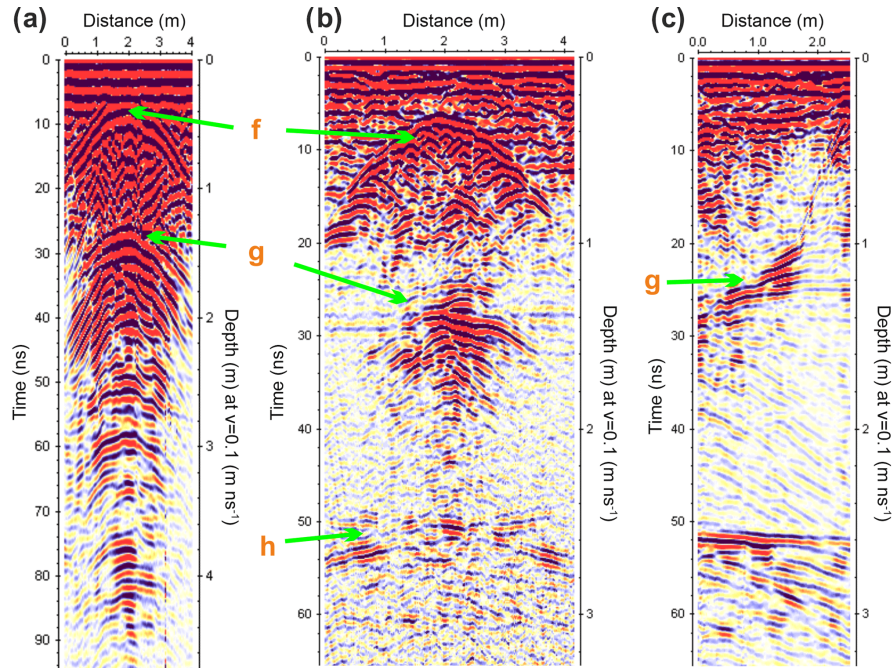 (a) Distance (m) (b) Distance (m) (c) Distance (m)
0 1 2 3 4
0 1 2 3 4
0.0 1.0 2.0
0
10
20
30
40
50
60
70
80
90
Time (ns)
0
1
2
3
4
Depth (m) at v=0.1 (m ns-1)
f
g
h
0
10
20
30
40
50
60
Time (ns)
0
1
2
3
Depth (m) at v=0.1 (m ns-1)
g
0
10
20
30
40
50
60
Time (ns)
0
1
2
3
Depth (m) at v=0.1 (m ns-1)